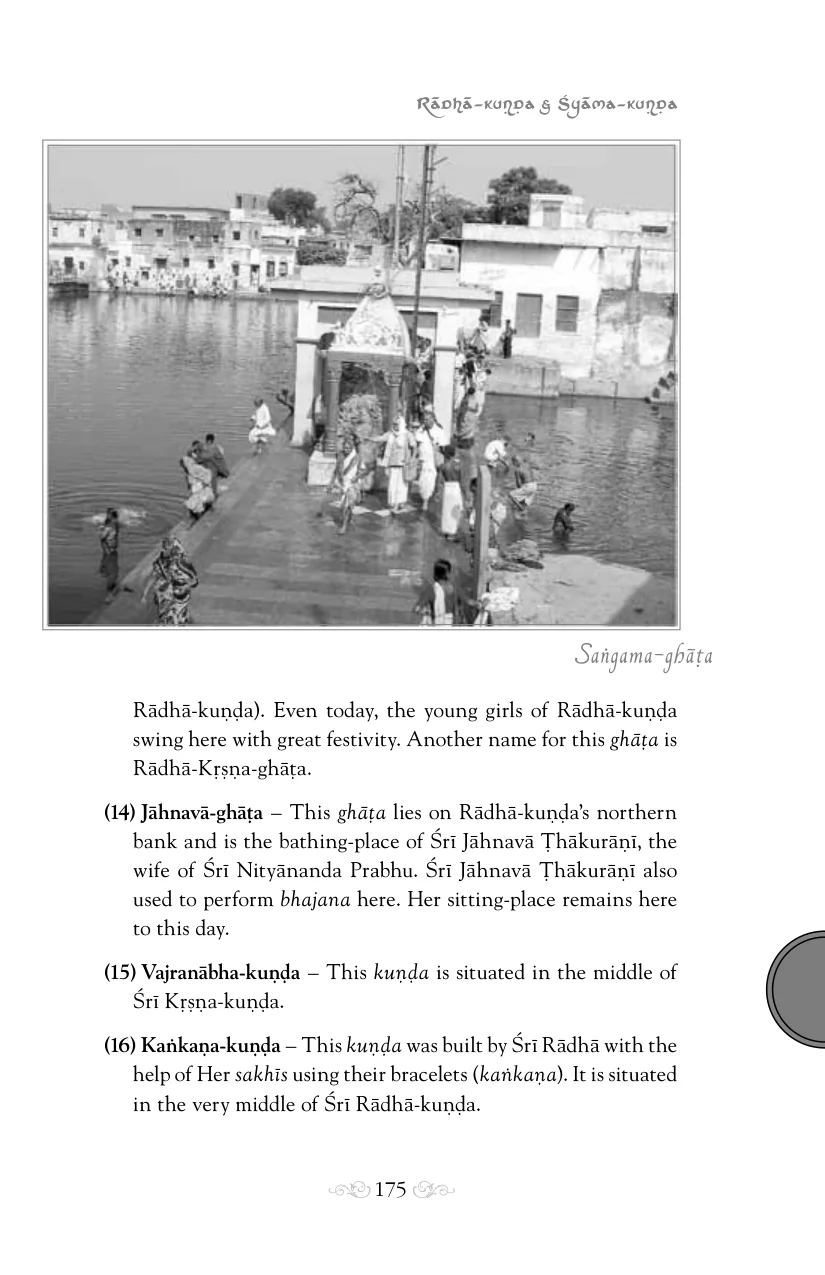 Rādhā-kuṇḍa & Śyāma-kuṇḍa
Saṅgama-ghāṭa
Rādhā-kuṇḍa). Even today, the young girls of Rādhā-kuṇḍa
swing here with great festivity. Another name for this ghāṭa is
Rādhā-Kṛṣṇa-ghāṭa.
(14) Jāhnavā-ghāṭa – This ghāṭa lies on Rādhā-kuṇḍa’s northern
bank and is the bathing-place of Śrī Jāhnavā Ṭhākurāṇī, the
wife of Śrī Nityānanda Prabhu. Śrī Jāhnavā Ṭhākurāṇī also
used to perform bhajana here. Her sitting-place remains here
to this day.
(15) Vajranābha-kuṇḍa – This kuṇḍa is situated in the middle of
Śrī Kṛṣṇa-kuṇḍa.
(16) Kaṅkaṇa-kuṇḍa – This kuṇḍa was built by Śrī Rādhā with the
help of Her sakhīs using their bracelets (kaṅkaṇa). It is situated
in the very middle of Śrī Rādhā-kuṇḍa.
175